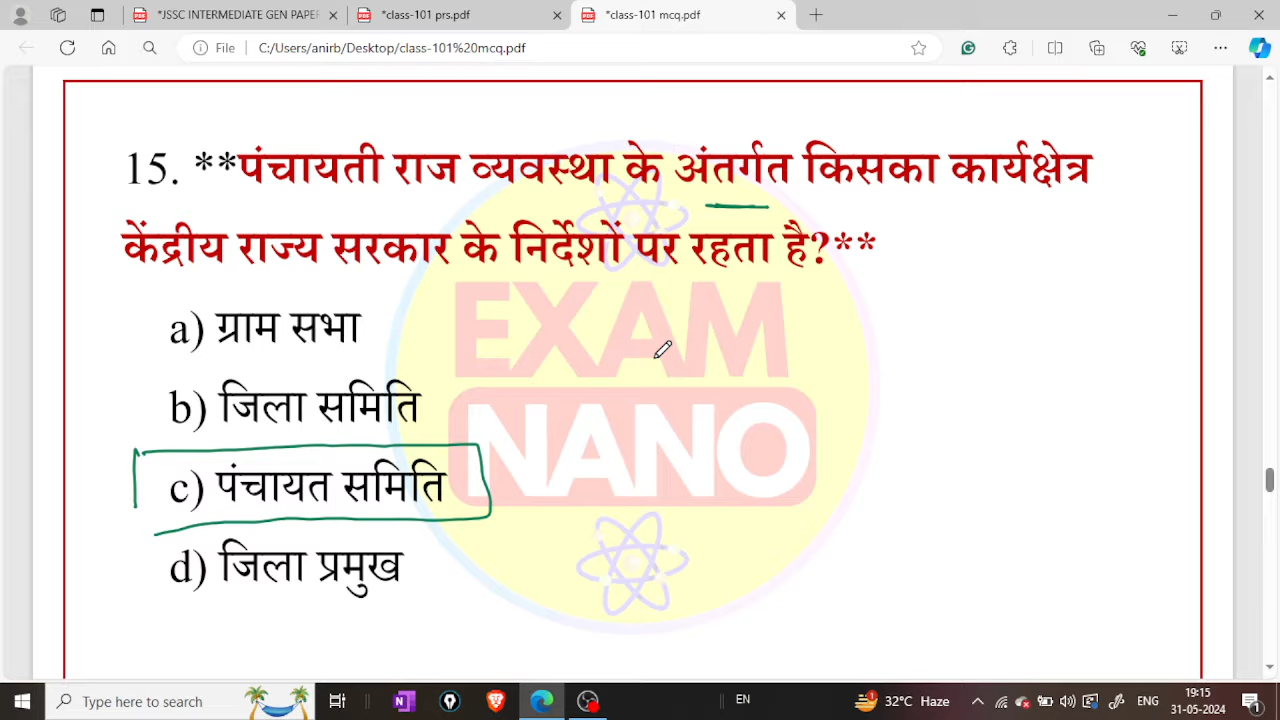 *JSSC INTERMEDIATE GEN PAPER
*class-101 prs.pdf
*class-101 mcq.pdf
File
C:/Users/anirb/Desktop/class-101%20mcq.pdf
15. **पंचायती राज व्यवस्था के अंतर्गत किसका कार्यक्षेत्र
केंद्रीय राज्य सरकार के निर्देशों पर रहता है?**
a) ग्राम सभा
b) जिला समिति
c) पंचायत समिति
d) जिला प्रमुख
EXAM
NANO
Type here to search
EN
32°C Haze
ENG
19:15
31-05-2024